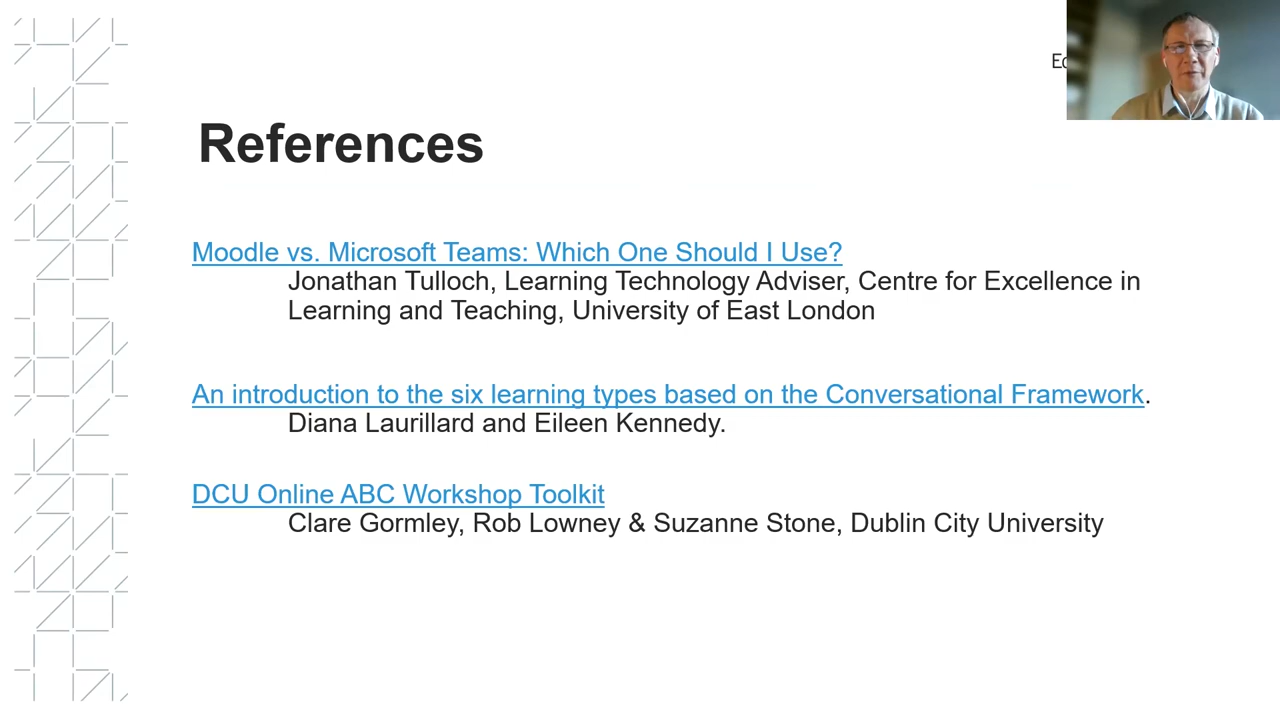 References
Moodle vs. Microsoft Teams: Which One Should I Use?
Jonathan Tulloch, Learning Technology Adviser, Centre for Excellence in
Learning and Teaching, University of East London
An introduction to the six learning types based on the Conversational Framework.
Diana Laurillard and Eileen Kennedy.
DCU Online ABC Workshop Toolkit
Clare Gormley, Rob Lowney & Suzanne Stone, Dublin City University